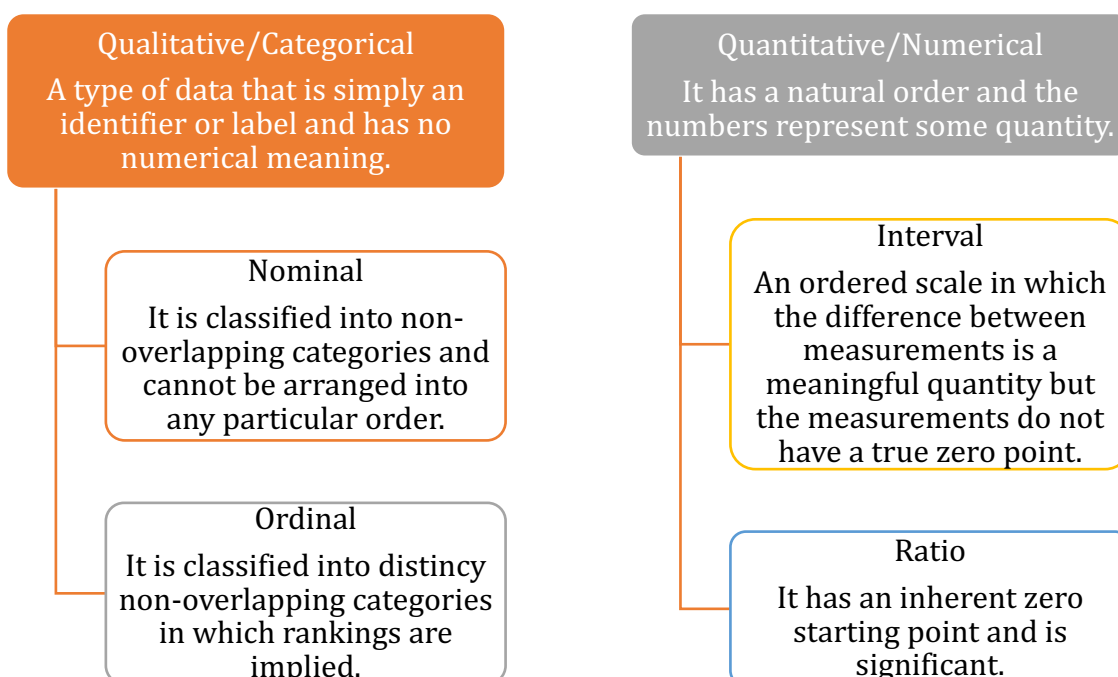 Qualitative/Categorical
A type of data that is simply an
identifier or label and has no
numerical meaning.
Nominal
It is classified into non-
overlapping categories and
cannot be arranged into
any particular order.
Ordinal
It is classified into distincy
non-overlapping categories
in which rankings are
implied.
Quantitative/Numerical
It has a natural order and the
numbers represent some quantity.
Interval
An ordered scale in which
the difference between
measurements is a
meaningful quantity but
the measurements do not
have a true zero point.
Ratio
It has an inherent zero
starting point and is
significant.